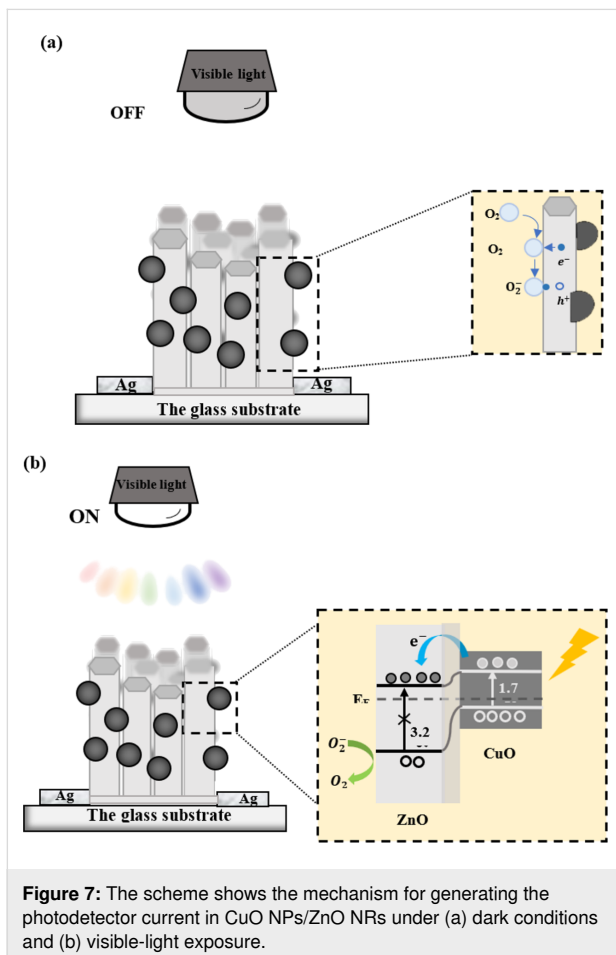 (a)
Visible light
OFF
O₂
O₂
e⁻
O₂⁻
h⁺
Ag
Ag
The glass substrate
(b)
Visible light
ON
e⁻
1.7
3.2
O₂⁻
O₂
CuO
ZnO
Ag
Ag
The glass substrate
Figure 7: The scheme shows the mechanism for generating the
photodetector current in CuO NPs/ZnO NRs under (a) dark conditions
and (b) visible-light exposure.